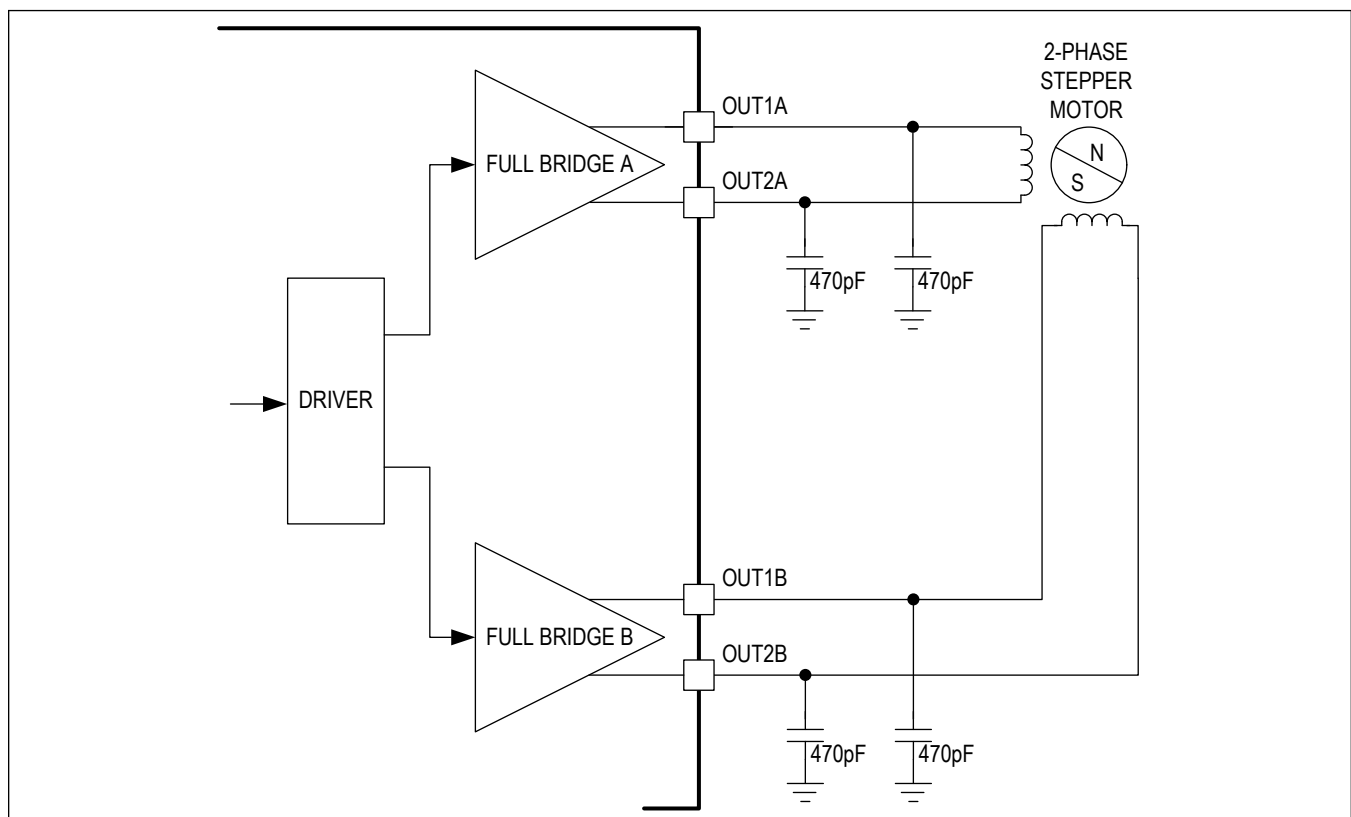 2-PHASE
STEPPER
MOTOR
OUT1A
FULL BRIDGE A
N
OUT2A
S
470pF
470pF
DRIVER
OUT1B
FULL BRIDGE B
OUT2B
470pF
470pF